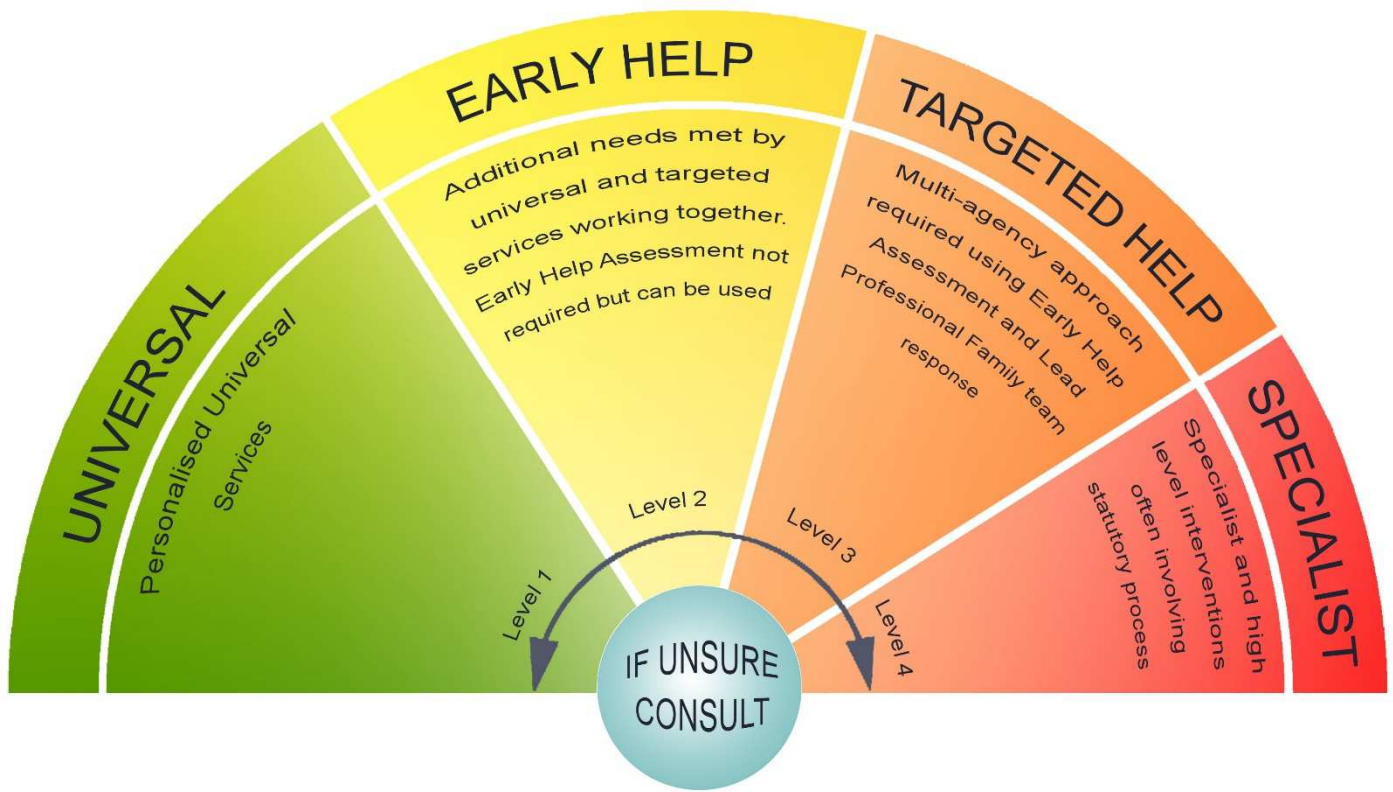 UNIVERSAL
Personalised Universal
Services
Level 1
EARLY HELP
Additional needs met by
universal and targeted
services working together.
Early Help Assessment not
required but can be used
Level 2
TARGETED HELP
Multi-agency approach
required using Early Help
Assessment and Lead
Professional Family team
response
Level 3
SPECIALIST
Specialist and high
level interventions
often involving
statutory process
Level 4
IF UNSURE
CONSULT